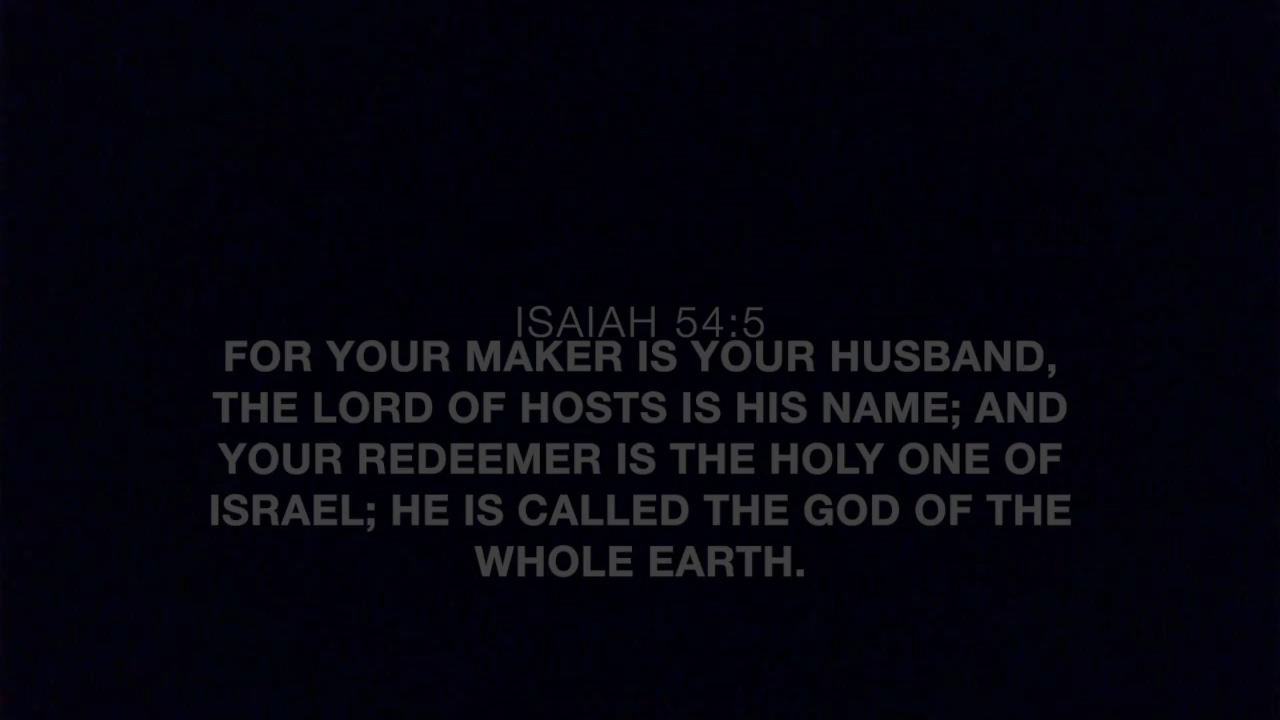 ISAIAH 54:5
FOR YOUR MAKER IS YOUR HUSBAND,
THE LORD OF HOSTS IS HIS NAME; AND
YOUR REDEEMER IS THE HOLY ONE OF
ISRAEL; HE IS CALLED THE GOD OF THE
WHOLE EARTH.